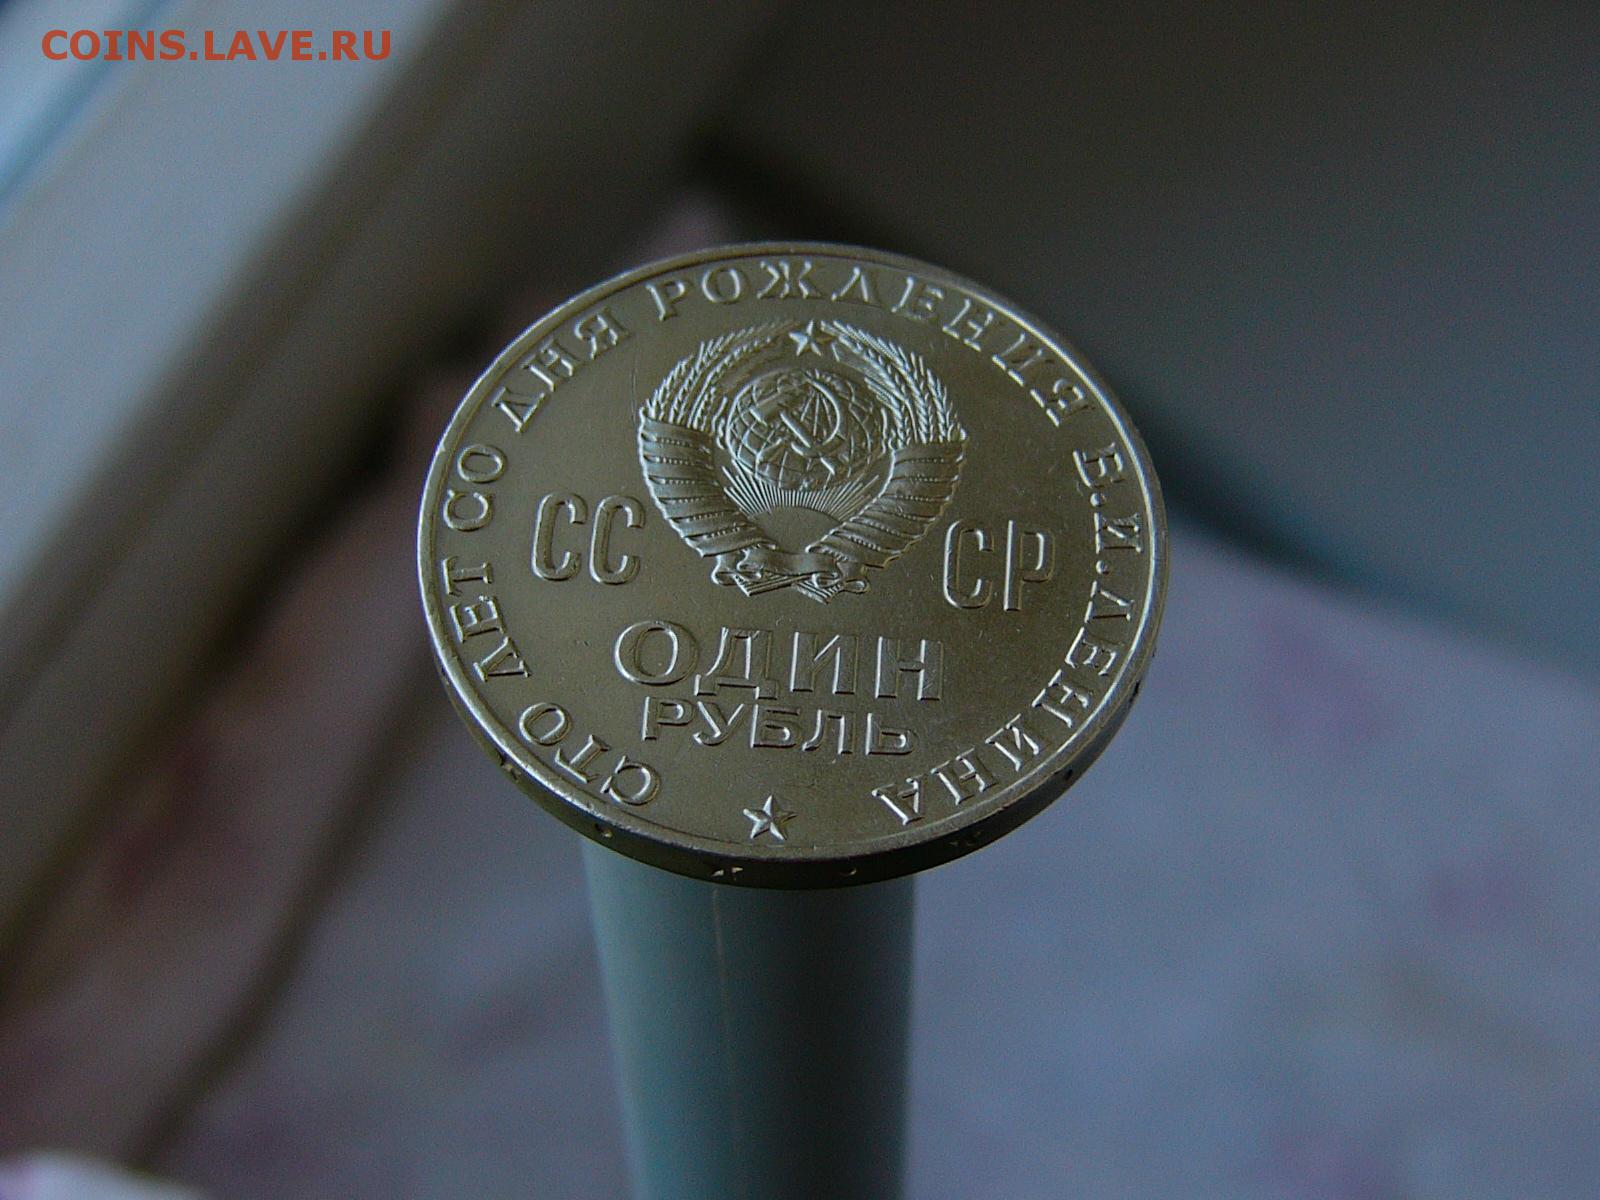 COINS.LAVE.RU
СТО ЛЕТ СО ДНЯ РОЖДЕНИЯ В.И.ЛЕНИНА
СС СР
ОДИН
РУБЛЬ